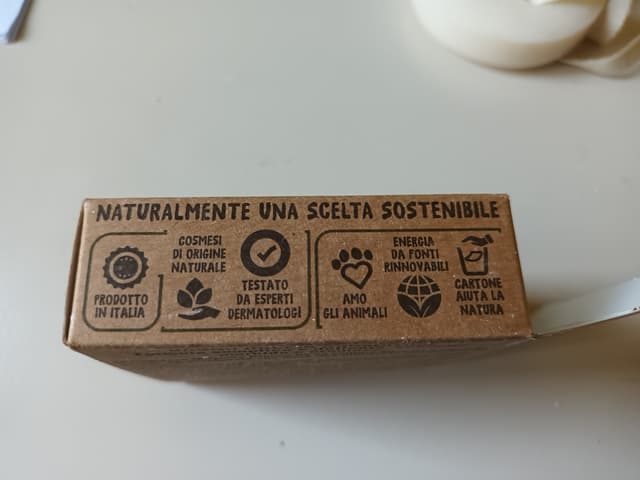 NATURALMENTE UNA SCELTA SOSTENIBILE
PRODOTTO
IN ITALIA
COSMESI
DI ORIGINE
NATURALE
TESTATO
DA ESPERTI
DERMATOLOGI
AMO
GLI ANIMALI
ENERGIA
DA FONTI
RINNOVABILI
CARTONE
AIUTA LA
NATURA